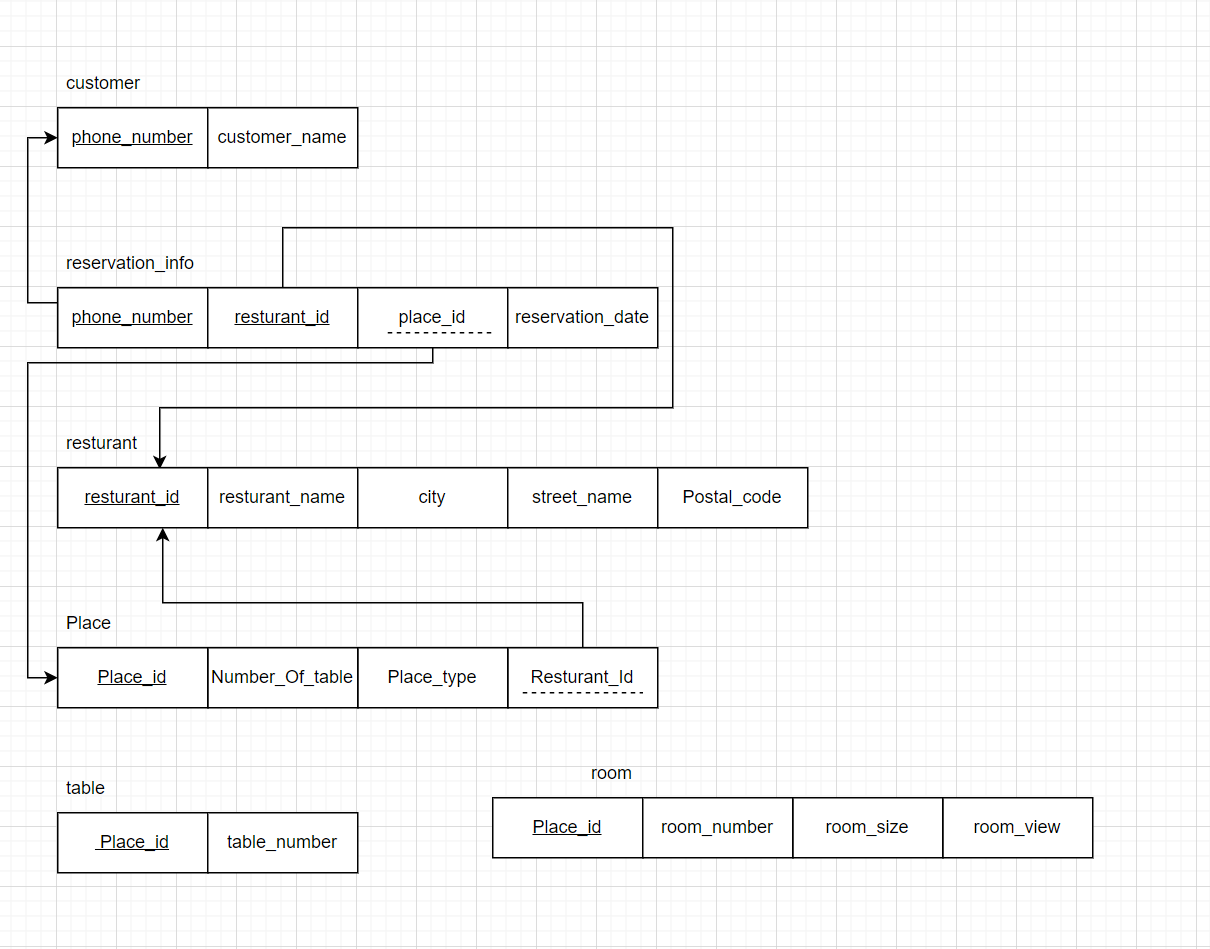 customer
phone_number customer_name
reservation_info
phone_number resturant_id place_id reservation_date
resturant
resturant_id resturant_name city street_name Postal_code
Place
Place_id Number_Of_table Place_type Resturant_Id
room
table
Place_id room_number room_size room_view
Place_id table_number